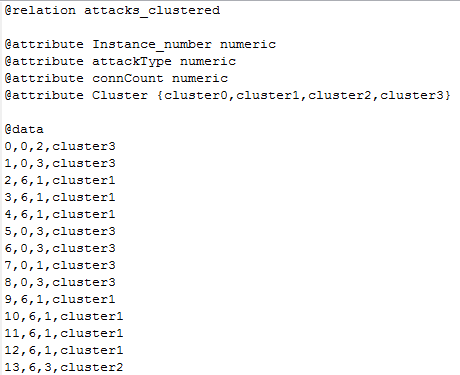 @relation attacks_clustered
@attribute Instance_number numeric
@attribute attackType numeric
@attribute connCount numeric
@attribute Cluster {cluster0,cluster1,cluster2,cluster3}
@data
0,0,2,cluster3
1,0,3,cluster3
2,6,1,cluster1
3,6,1,cluster1
4,6,1,cluster1
5,0,3,cluster3
6,0,3,cluster3
7,0,1,cluster3
8,0,3,cluster3
9,6,1,cluster1
10,6,1,cluster1
11,6,1,cluster1
12,6,1,cluster1
13,6,3,cluster2